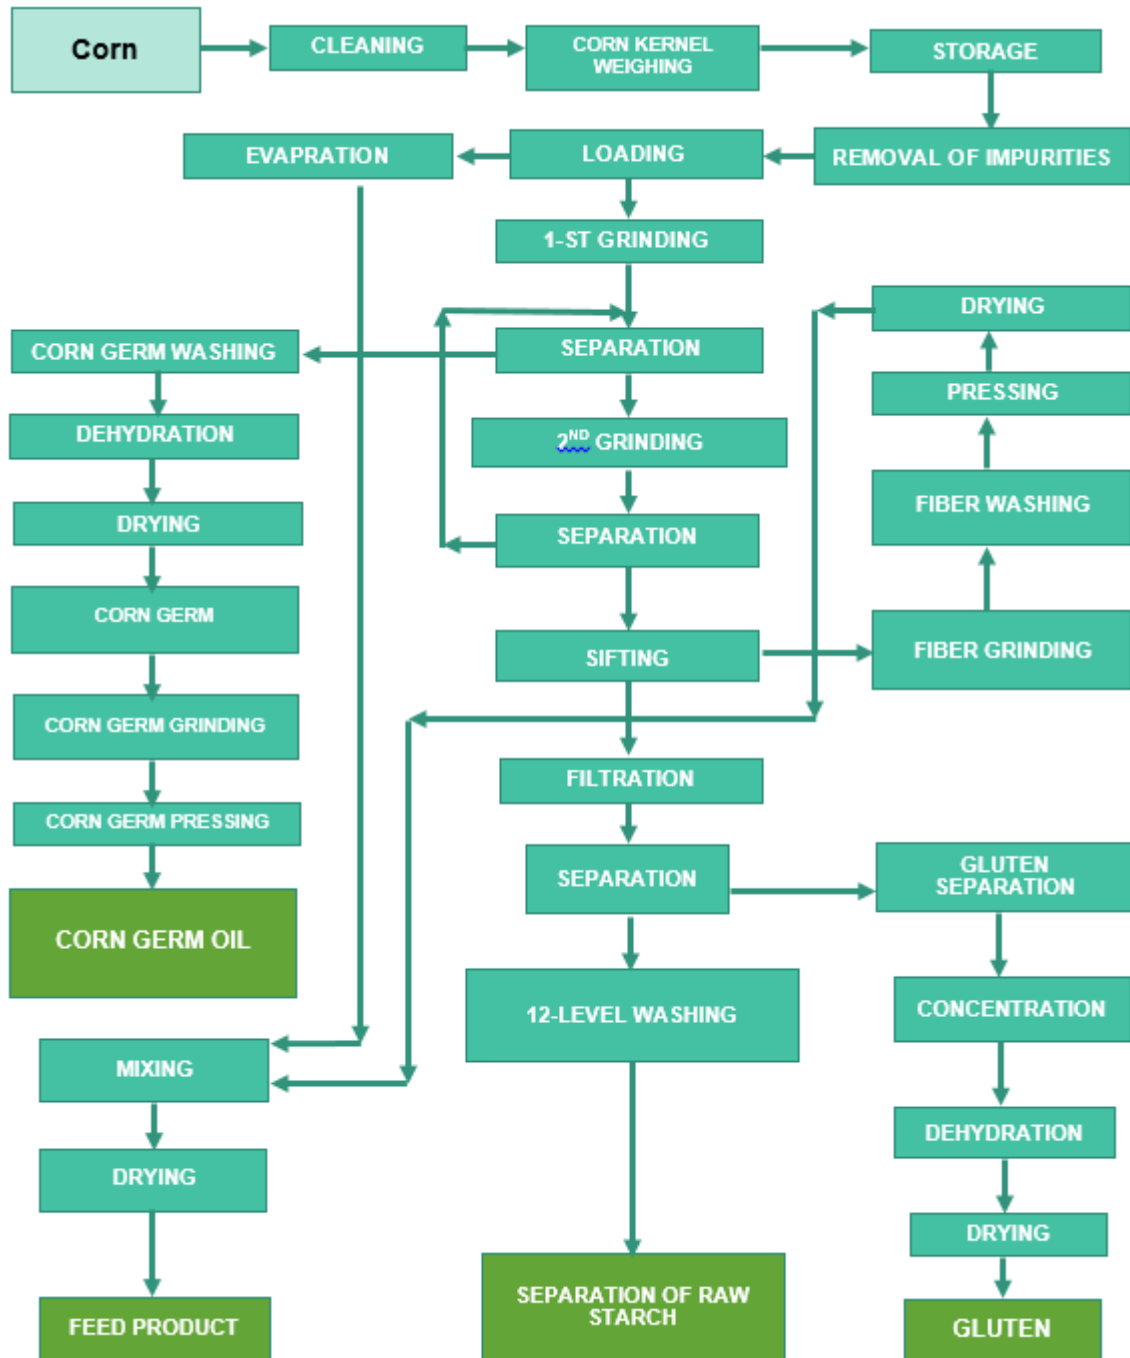 Corn
CLEANING
CORN KERNEL
WEIGHING
STORAGE
EVAPRATION
LOADING
REMOVAL OF IMPURITIES
1-ST GRINDING
DRYING
CORN GERM WASHING
SEPARATION
PRESSING
DEHYDRATION
2ND GRINDING
FIBER WASHING
DRYING
SEPARATION
CORN GERM
SIFTING
FIBER GRINDING
CORN GERM GRINDING
FILTRATION
CORN GERM PRESSING
SEPARATION
GLUTEN
SEPARATION
CORN GERM OIL
12-LEVEL WASHING
CONCENTRATION
MIXING
DEHYDRATION
DRYING
DRYING
SEPARATION OF RAW
STARCH
FEED PRODUCT
GLUTEN